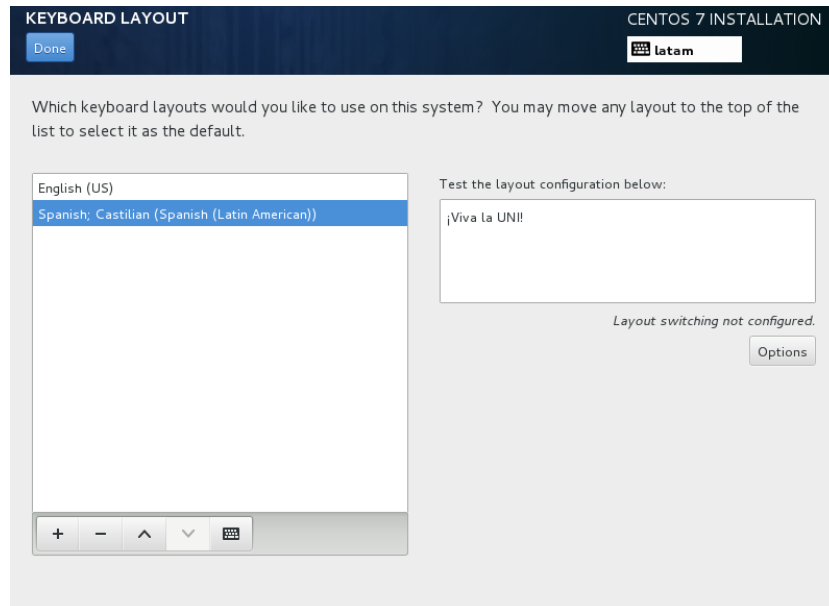 KEYBOARD LAYOUT
CENTOS 7 INSTALLATION
Done
latam
Which keyboard layouts would you like to use on this system? You may move any layout to the top of the
list to select it as the default.
English (US)
Spanish; Castilian (Spanish (Latin American))
Test the layout configuration below:
¡Viva la UNI!
Layout switching not configured.
Options